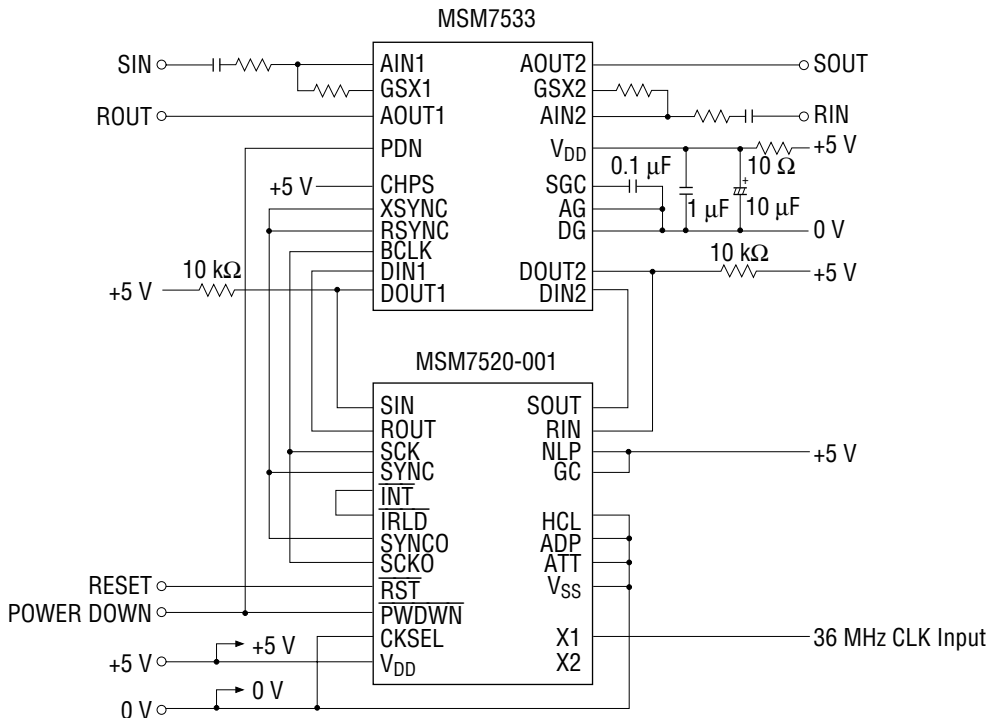 MSM7533
SIN
AIN1
AOUT2
SOUT
GSX1
GSX2
ROUT
AOUT1
AIN2
RIN
PDN
VDD
10 Ω
+5 V
+5 V
CHPS
SGC
0.1 μF
1 μF
+
10 μF
XSYNC
AG
RSYNC
DG
0 V
BCLK
DIN1
DOUT2
10 kΩ
+5 V
+5 V
10 kΩ
DOUT1
DIN2
MSM7520-001
SIN
SOUT
ROUT
RIN
SCK
NLP
+5 V
SYNC
GC
INT
IRLD
HCL
SYNCO
ADP
SCKO
ATT
RESET
RST
VSS
POWER DOWN
PWDWN
CKSEL
X1
36 MHz CLK Input
+5 V
+5 V
VDD
X2
0 V
0 V